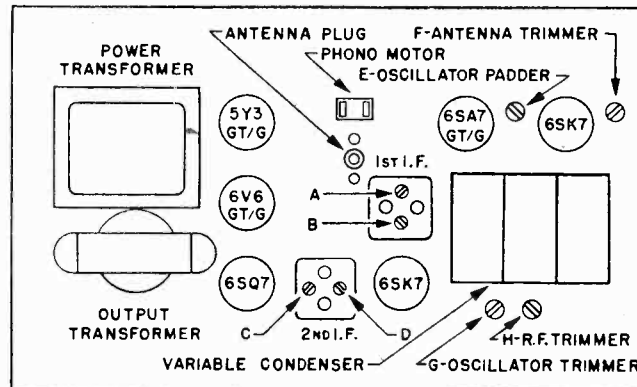 ANTENNA PLUG
F-ANTENNA TRIMMER
POWER
TRANSFORMER
PHONO MOTOR
E-OSCILLATOR PADDER
5Y3
GT/G
6SA7
GT/G
6SK7
1ST I.F.
A
B
6V6
GT/G
6SQ7
6SK7
OUTPUT
TRANSFORMER
C
2ND I.F.
D
H-R.F. TRIMMER
VARIABLE CONDENSER
G-OSCILLATOR TRIMMER